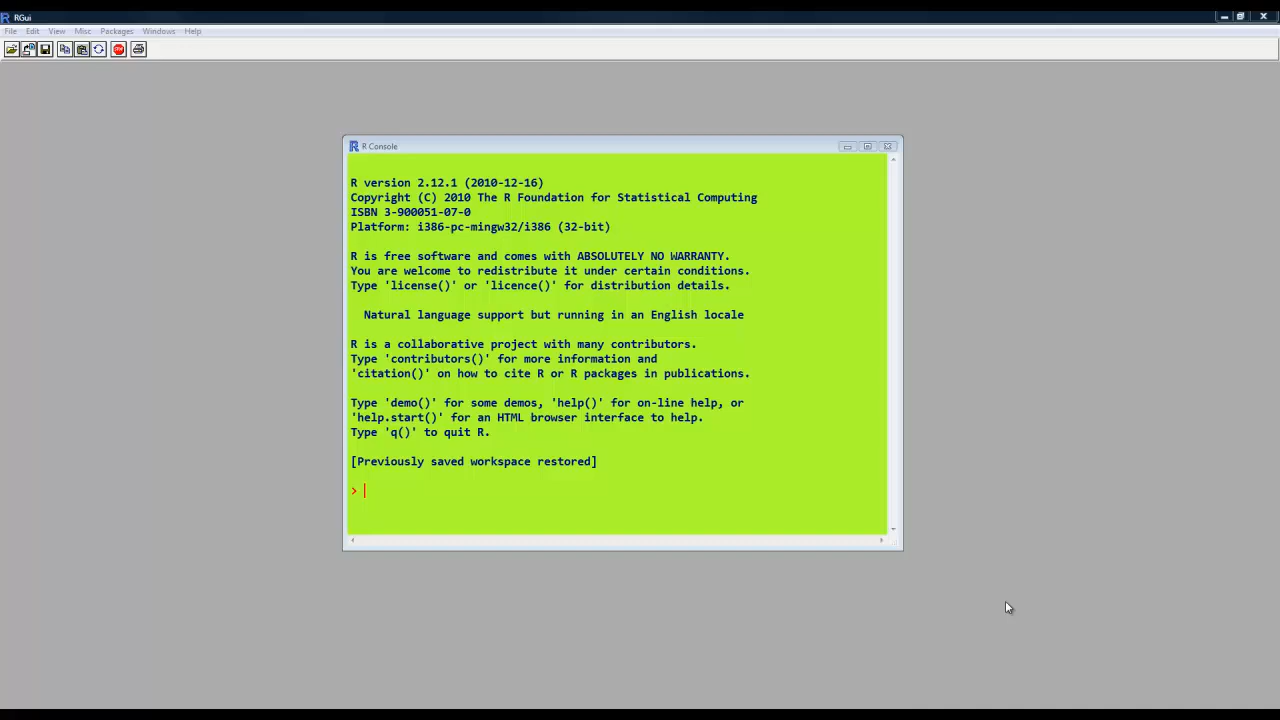 RGui
File Edit View Misc Packages Windows Help
STOP
R Console
R version 2.12.1 (2010-12-16)
Copyright (C) 2010 The R Foundation for Statistical Computing
ISBN 3-900051-07-0
Platform: i386-pc-mingw32/i386 (32-bit)
R is free software and comes with ABSOLUTELY NO WARRANTY.
You are welcome to redistribute it under certain conditions.
Type 'license()' or 'licence()' for distribution details.
Natural language support but running in an English locale
R is a collaborative project with many contributors.
Type 'contributors()' for more information and
'citation()' on how to cite R or R packages in publications.
Type 'demo()' for some demos, 'help()' for on-line help, or
'help.start()' for an HTML browser interface to help.
Type 'q()' to quit R.
[Previously saved workspace restored]
>